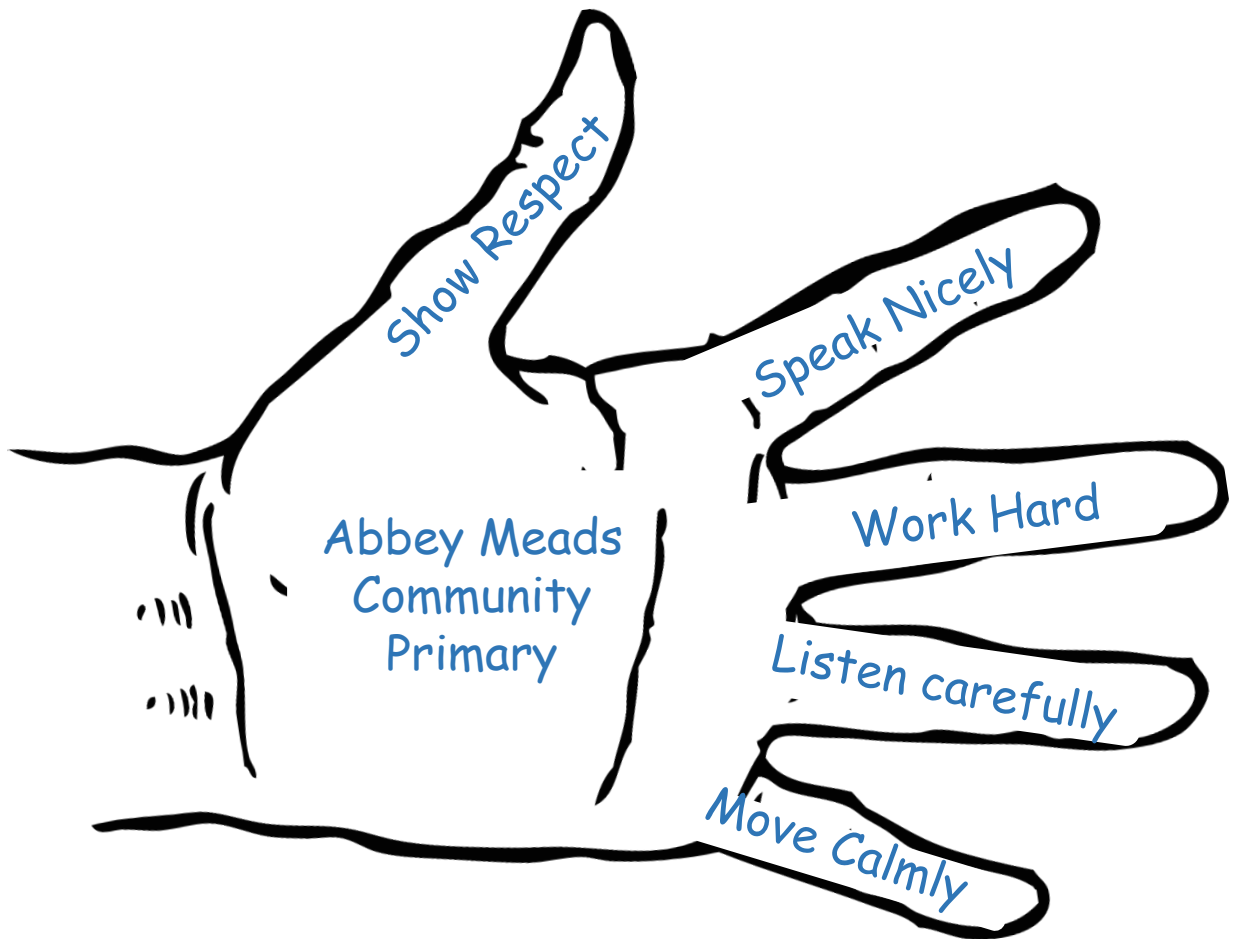 Show Respect
Speak Nicely
Work Hard
Listen carefully
Move Calmly
Abbey Meads
Community
Primary